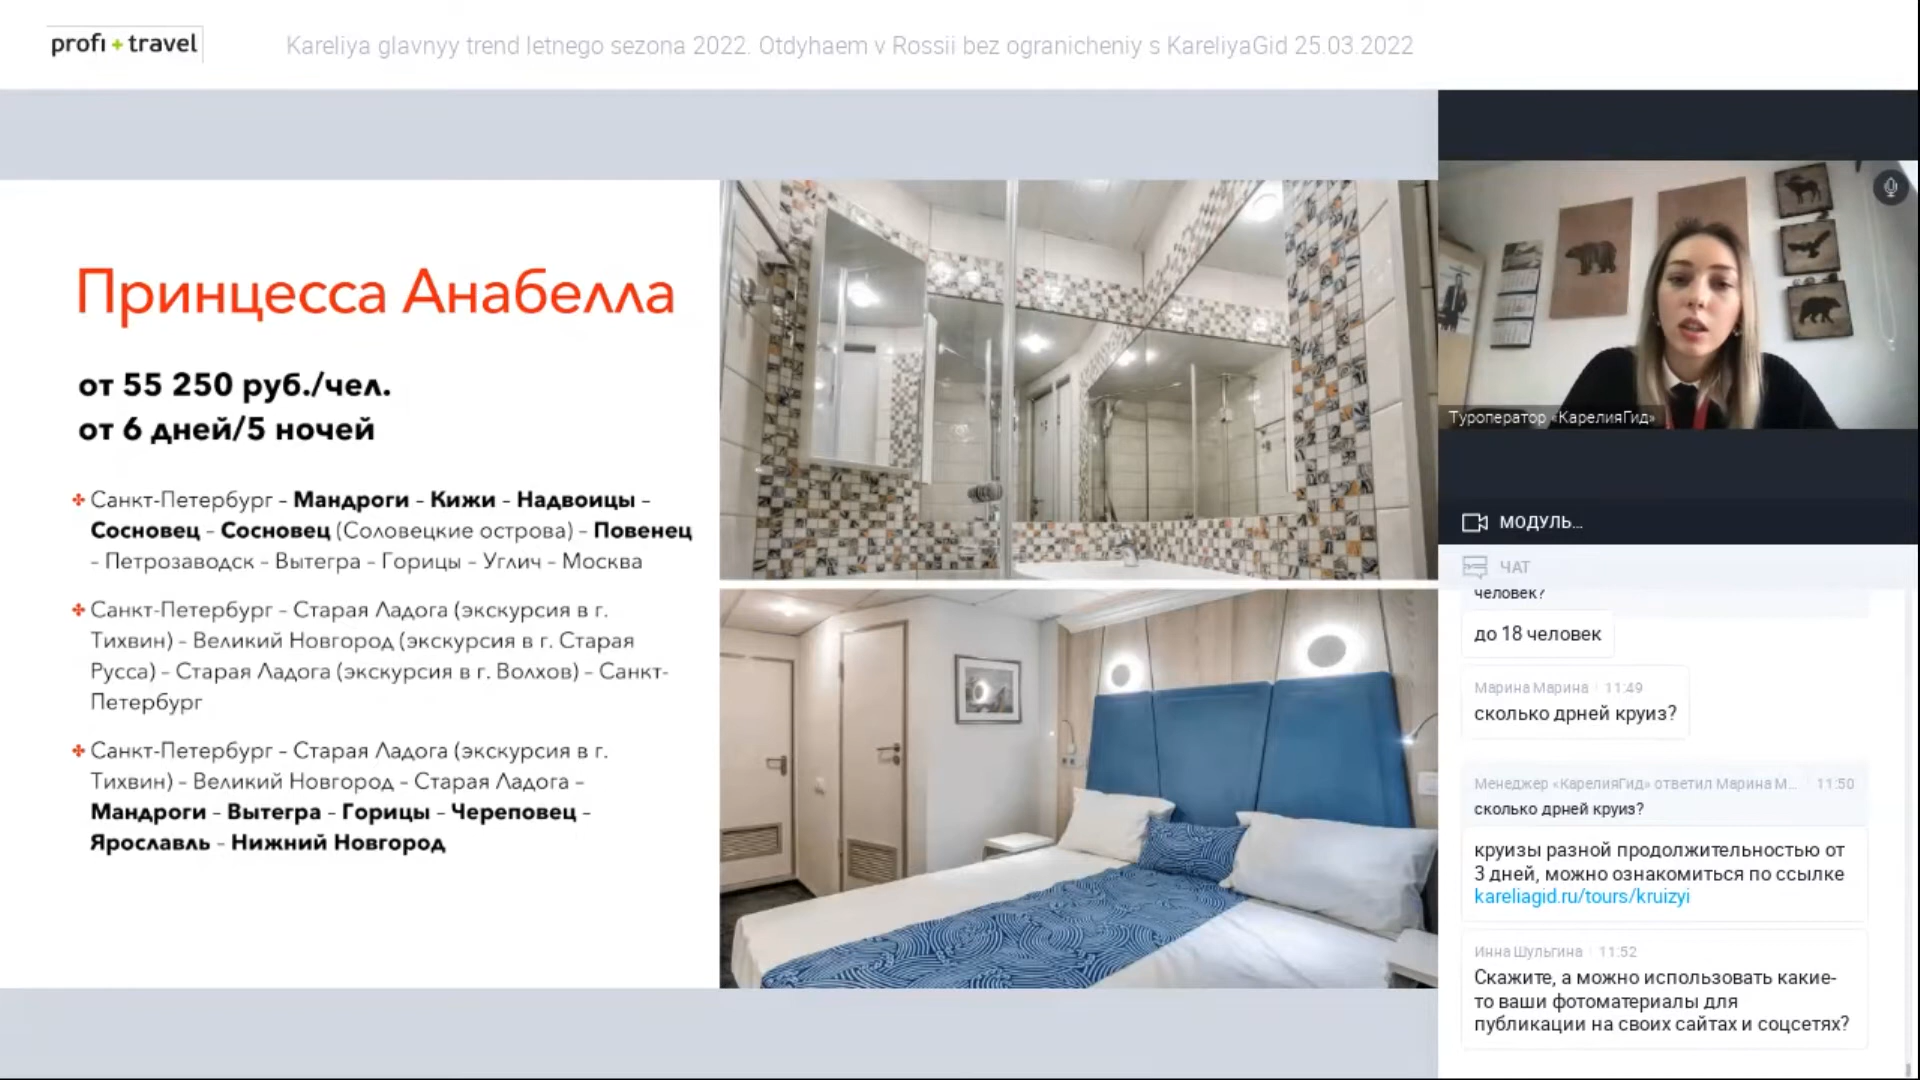 profi + travel
Kareliya glavnyy trend letnego sezona 2022. Otdyhaem v Rossii bez ogranicheniy s KareliyaGid 25.03.2022
Принцесса Анабелла
от 55 250 руб./чел.
от 6 дней/5 ночей
Санкт-Петербург – Мандроги – Кижи – Надвоицы –
Сосновец – Сосновец (Соловецкие острова) – Повенец
– Петрозаводск – Вытегра – Горицы – Углич – Москва
Санкт-Петербург – Старая Ладога (экскурсия в г.
Тихвин) – Великий Новгород (экскурсия в г. Старая
Русса) – Старая Ладога (экскурсия в г. Волхов) – Санкт-
Петербург
Санкт-Петербург – Старая Ладога (экскурсия в г.
Тихвин) – Великий Новгород – Старая Ладога –
Мандроги – Вытегра – Горицы – Череповец –
Ярославль – Нижний Новгород
Туроператор «КарелияГид»
МОДУЛЬ...
ЧАТ
человек?
до 18 человек
Марина Марина 11:49
сколько дрней круиз?
Менеджер «КарелияГид» ответил Марина М... 11:50
сколько дрней круиз?
круизы разной продолжительностью от
3 дней, можно ознакомиться по ссылке
kareliagid.ru/tours/kruizyi
Инна Шульгина 11:52
Скажите, а можно использовать какие-
то ваши фотоматериалы для
публикации на своих сайтах и соцсетях?